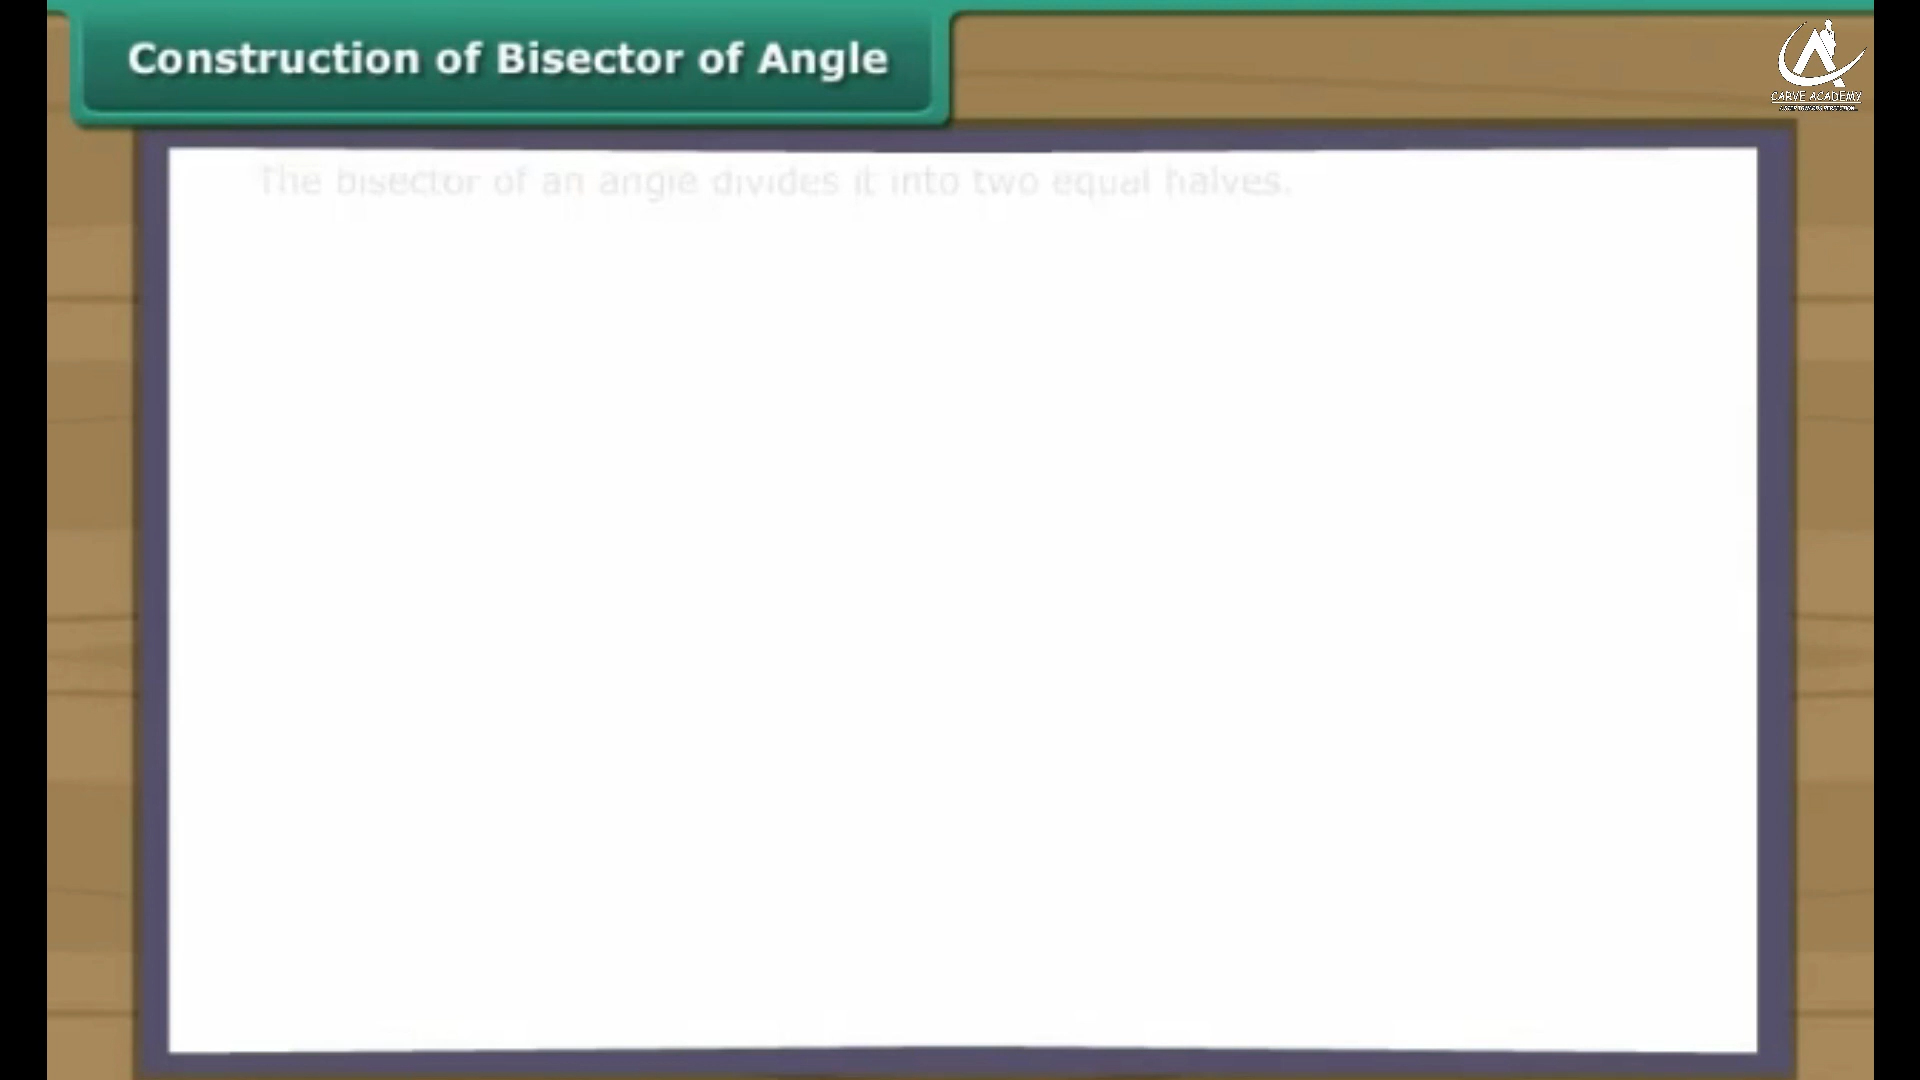 Construction of Bisector of Angle
CARVE ACADEMY
The bisector of an angle divides it into two equal halves.